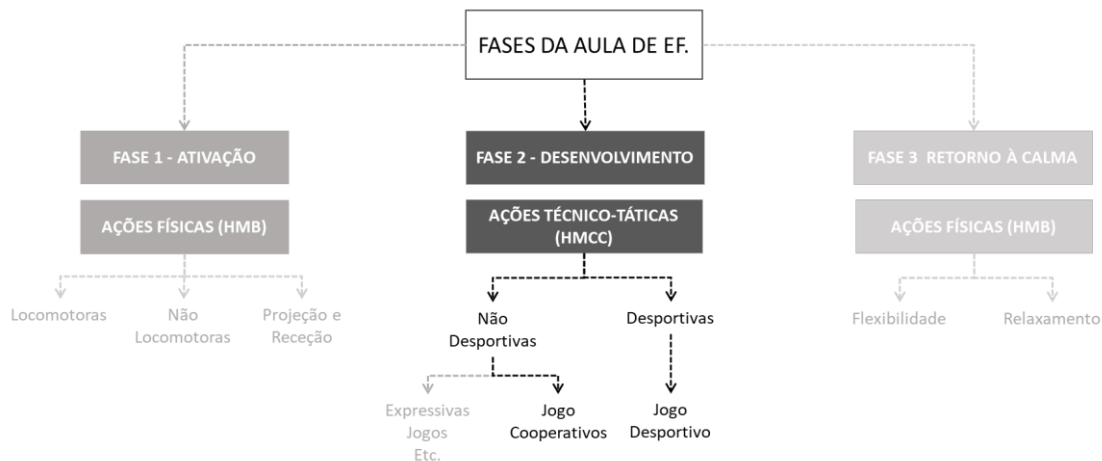 FASES DA AULA DE EF.
FASE 1 - ATIVAÇÃO
AÇÕES FÍSICAS (HMB)
Locomotoras
Não
Locomotoras
Projeção e
Receção
FASE 2 - DESENVOLVIMENTO
AÇÕES TÉCNICO-TÁTICAS
(HMCC)
Não
Desportivas
Desportivas
Expressivas
Jogos
Etc.
Jogo
Cooperativos
Jogo
Desportivo
FASE 3 RETORNO À CALMA
AÇÕES FÍSICAS (HMB)
Flexibilidade
Relaxamento